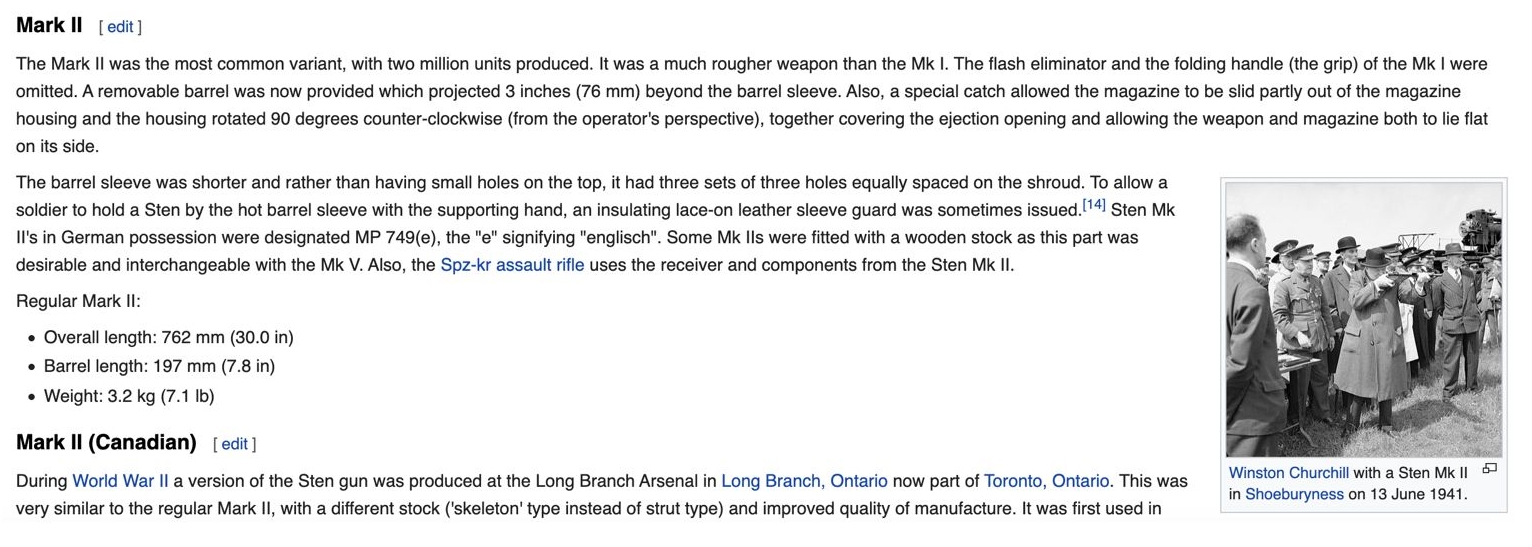 Mark II [ edit ]
The Mark II was the most common variant, with two million units produced. It was a much rougher weapon than the Mk I. The flash eliminator and the folding handle (the grip) of the Mk I were
omitted. A removable barrel was now provided which projected 3 inches (76 mm) beyond the barrel sleeve. Also, a special catch allowed the magazine to be slid partly out of the magazine
housing and the housing rotated 90 degrees counter-clockwise (from the operator's perspective), together covering the ejection opening and allowing the weapon and magazine both to lie flat
on its side.
The barrel sleeve was shorter and rather than having small holes on the top, it had three sets of three holes equally spaced on the shroud. To allow a
soldier to hold a Sten by the hot barrel sleeve with the supporting hand, an insulating lace-on leather sleeve guard was sometimes issued.[14] Sten Mk
II's in German possession were designated MP 749(e), the "e" signifying "englisch". Some Mk IIs were fitted with a wooden stock as this part was
desirable and interchangeable with the Mk V. Also, the Spz-kr assault rifle uses the receiver and components from the Sten Mk II.
Regular Mark II:
• Overall length: 762 mm (30.0 in)
• Barrel length: 197 mm (7.8 in)
• Weight: 3.2 kg (7.1 lb)
Mark II (Canadian) [ edit ]
During World War II a version of the Sten gun was produced at the Long Branch Arsenal in Long Branch, Ontario now part of Toronto, Ontario. This was
very similar to the regular Mark II, with a different stock ('skeleton' type instead of strut type) and improved quality of manufacture. It was first used in
Winston Churchill with a Sten Mk II
in Shoeburyness on 13 June 1941.